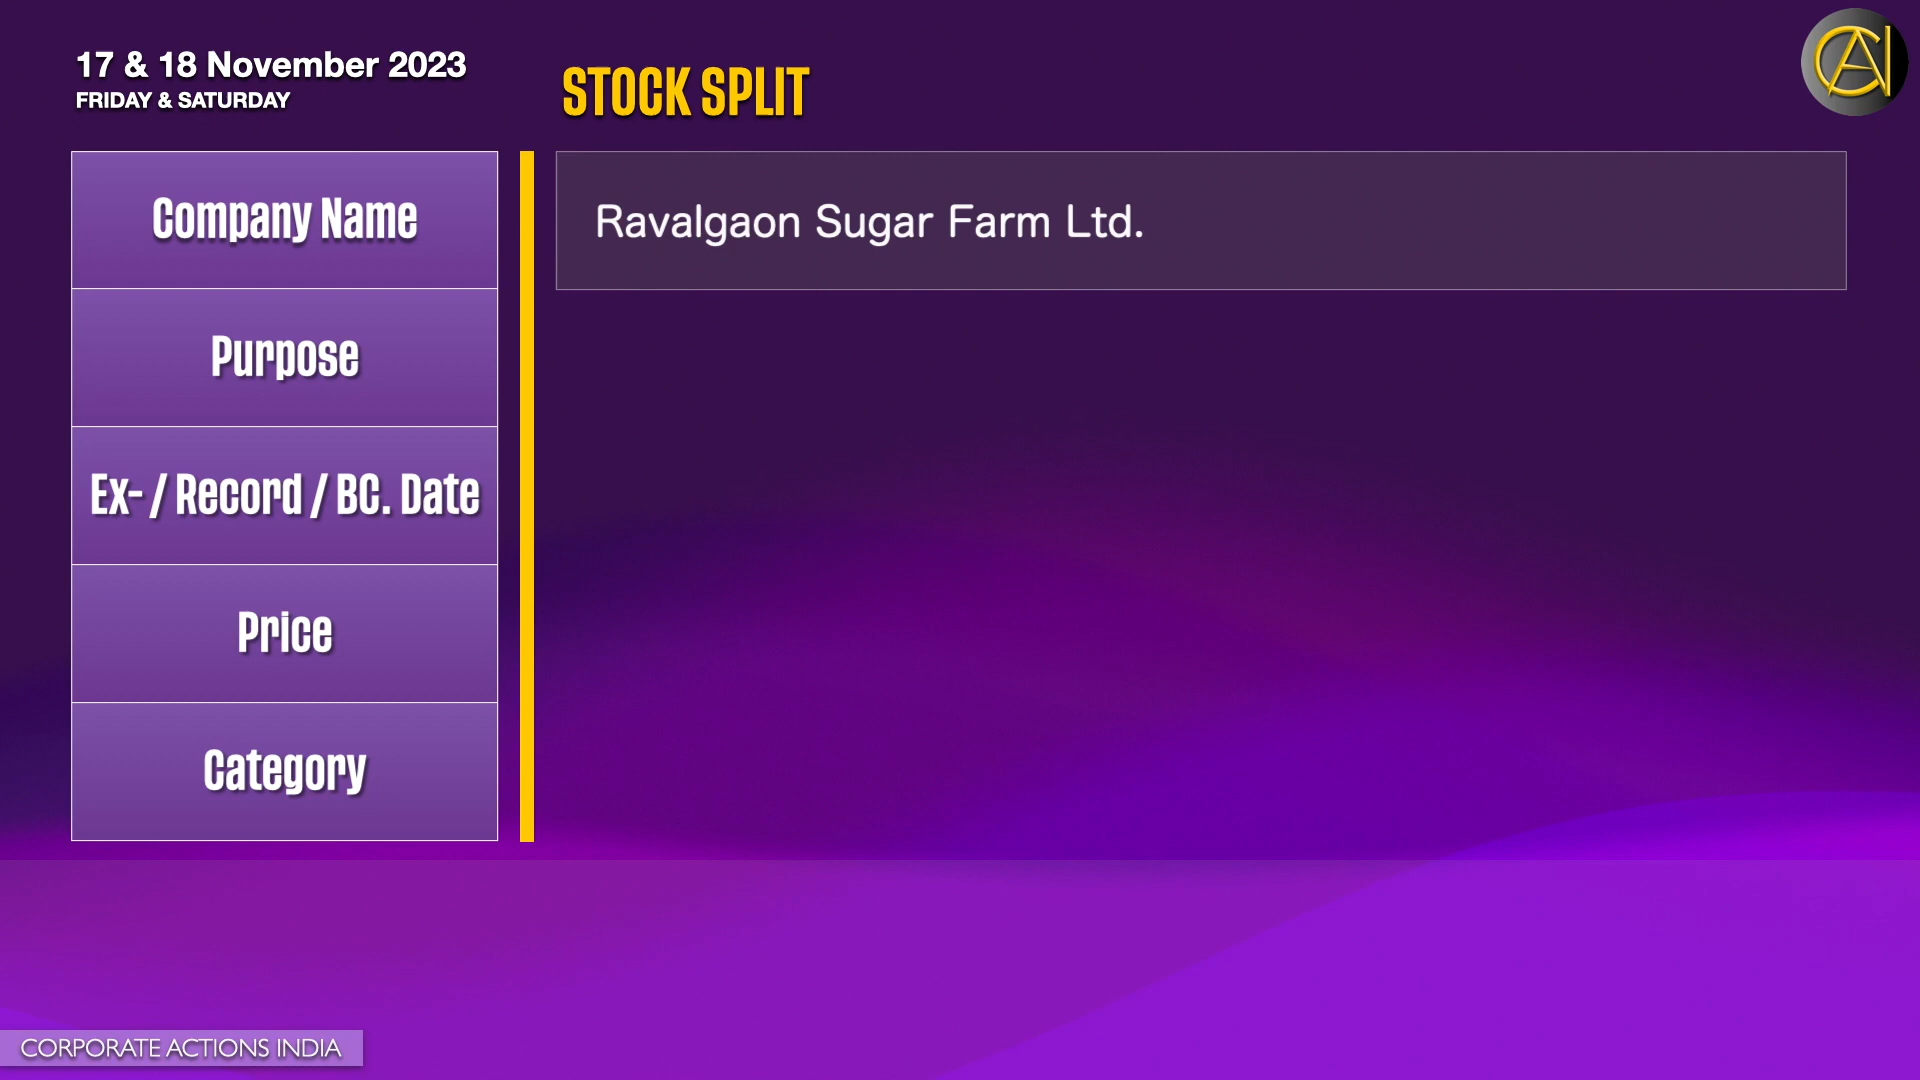 17 & 18 November 2023
FRIDAY & SATURDAY
STOCK SPLIT
CAI
Company Name
Ravalgaon Sugar Farm Ltd.
Purpose
Ex- / Record / BC. Date
Price
Category
CORPORATE ACTIONS INDIA